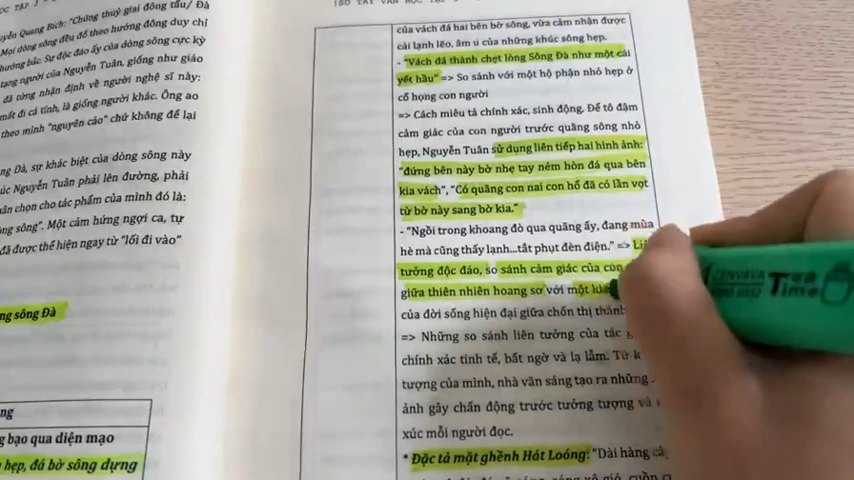 |SỔ TAY VĂN HỌC TẬP 3
yễn Quang Bích: "Chúng thuỷ giai đông tẩu/ Đà
Mọi dòng sông đều đổ theo hướng đông duy chỉ
hướng bắc. Sự độc đáo ấy của dòng sông cực kỳ
tạng người của Nguyễn Tuân, giống như giáo
đã từng nhận định về người nghệ sĩ này:
mất đi cá tính, là giống người khác. Ông ao
theo mình "nguyên cảo" chứ không để lại
ng Đà, sự khác biệt của dòng sông này
úc Nguyễn Tuân phải lên đường, phải
ân chọn cho tác phẩm của mình đó là:
ng sông". Một cảm hứng ngợi ca, tự
đã được thể hiện ngay từ "lối đi vào"
g sông Đà
ng
g bạo qua diện mạo
g hẹp, đá bờ sông dựng
của vách đá hai bên bờ sông, vừa cảm nhận được
cái lạnh lẽo, âm u của những khúc sông hẹp.
- "Vách đá thành chẹt lòng Sông Đà như một cái
yết hầu" => So sánh với một bộ phận nhỏ hẹp ở
cổ họng con người
=> Cách miêu tả chính xác, sinh động. Để tô đậm
cảm giác của con người trước quãng sông nhỏ
hẹp, Nguyễn Tuân sử dụng liên tiếp hai hình ảnh:
"đứng bên này bờ nhẹ tay ném hòn đá qua bên
kia vách", "Có quãng con nai con hổ đã có lần vọt
từ bờ này sang bờ kia."
- "Ngồi trong khoang đò qua quãng ấy, đang mùa
hè mà cũng thấy lạnh...tắt phụt đèn điện." => Li
tưởng độc đáo, so sánh cảm giác của con
giữa thiên nhiên hoang sơ với một
của đời sống hiện đại giữa chốn thị thành
=> Những so sánh liên tưởng của tác
chính xác tinh tế, bất ngờ và lạ lẫm. Từ
tượng của mình, nhà văn sáng tạo ra những
ảnh gây chấn động trước tưởng tượng và
xúc mỗi người đọc.
* Đặc tả mặt ghềnh Hát Loóng: "Dài hàng
ZENVAVA
Time